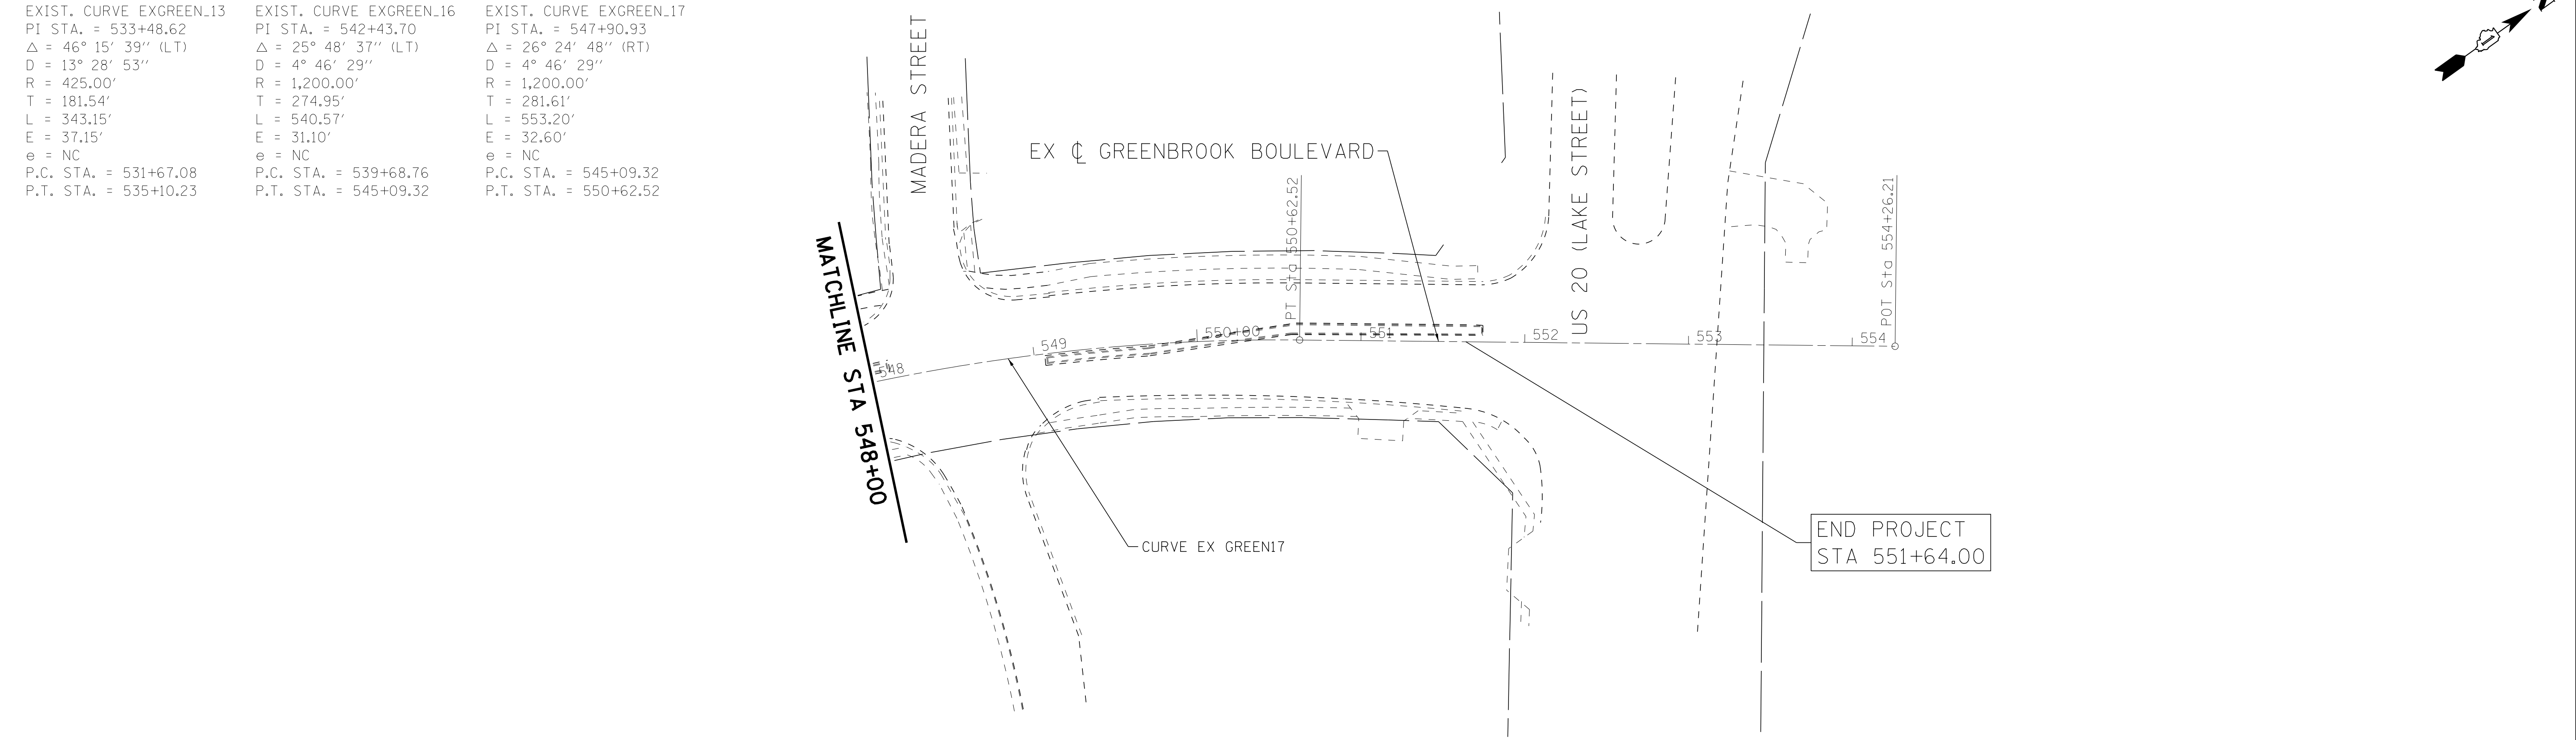 EXIST. CURVE EXGREEN_13
PI STA. = 533+48.62
△ = 46° 15' 39'' (LT)
D = 13° 28' 53''
R = 425.00'
T = 181.54'
L = 343.15'
E = 37.15'
e = NC
P.C. STA. = 531+67.08
P.T. STA. = 535+10.23
EXIST. CURVE EXGREEN_16
PI STA. = 542+43.70
△ = 25° 48' 37'' (LT)
D = 4° 46' 29''
R = 1,200.00'
T = 274.95'
L = 540.57'
E = 31.10'
e = NC
P.C. STA. = 539+68.76
P.T. STA. = 545+09.32
EXIST. CURVE EXGREEN_17
PI STA. = 547+90.93
△ = 26° 24' 48'' (RT)
D = 4° 46' 29''
R = 1,200.00'
T = 281.61'
L = 553.20'
E = 32.60'
e = NC
P.C. STA. = 545+09.32
P.T. STA. = 550+62.52
MADERA STREET
EX ℄ GREENBROOK BOULEVARD
US 20 (LAKE STREET)
PT Sta 550+62.52
POT Sta 554+26.21
MATCHLINE STA 548+00
548
549
550+00
551
552
553
554
CURVE EX GREEN17
END PROJECT
STA 551+64.00